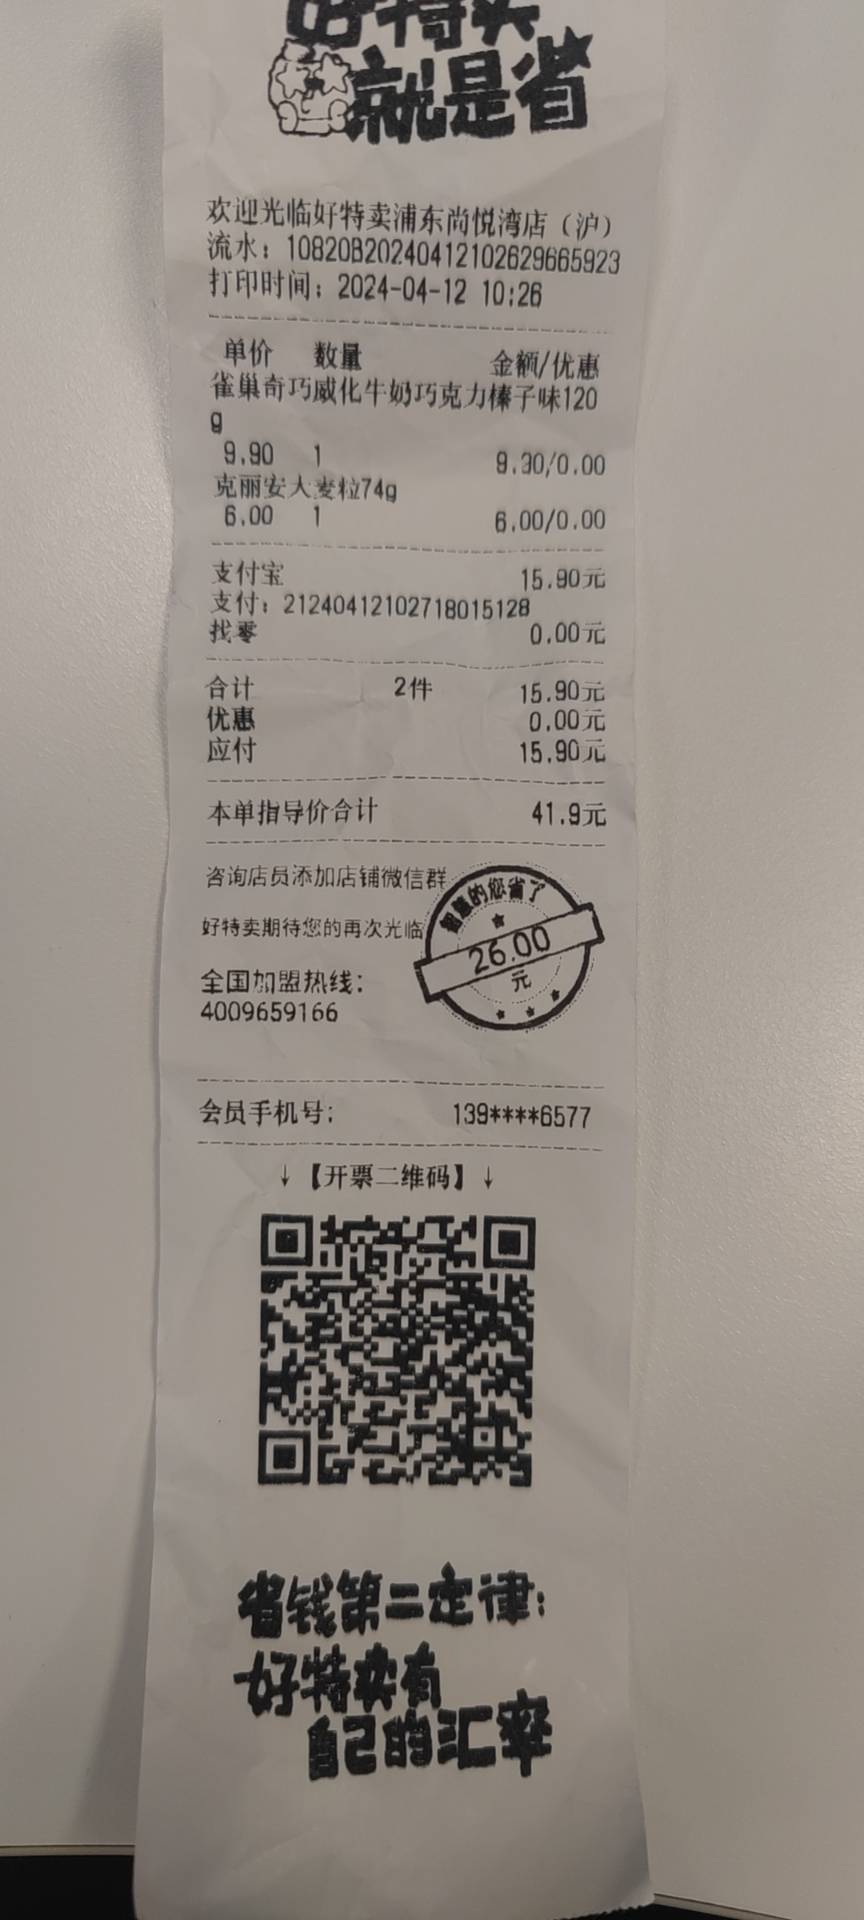 好特卖
就是省
欢迎光临好特卖浦东尚悦湾店（沪）
流水：10820B20240412102629665923
打印时间：2024-04-12 10:26
单价 数量 金额/优惠
雀巢奇巧威化牛奶巧克力榛子味120
g
9.90 1 9.90/0.00
克丽安大麦粒74g
6.00 1 6.00/0.00
支付宝 15.90元
支付：21240412102718015128
找零 0.00元
合计 2件 15.90元
优惠 0.00元
应付 15.90元
本单指导价合计 41.9元
咨询店员添加店铺微信群
好特卖期待您的再次光临
智慧的您省了
26.00
元
全国加盟热线：
4009659166
会员手机号： 139****6577
↓【开票二维码】↓
省钱第二定律：
好特卖有
自己的汇率